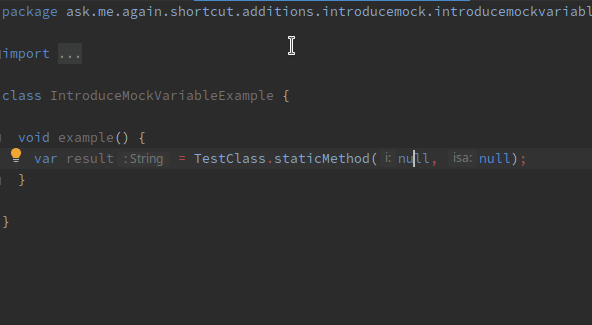 package ask.me.again.shortcut.additions.introducemock.introducemockvariabl
import ...
class IntroduceMockVariableExample {
void example() {
var result : String = TestClass.staticMethod( i: null, isa: null);
}
}